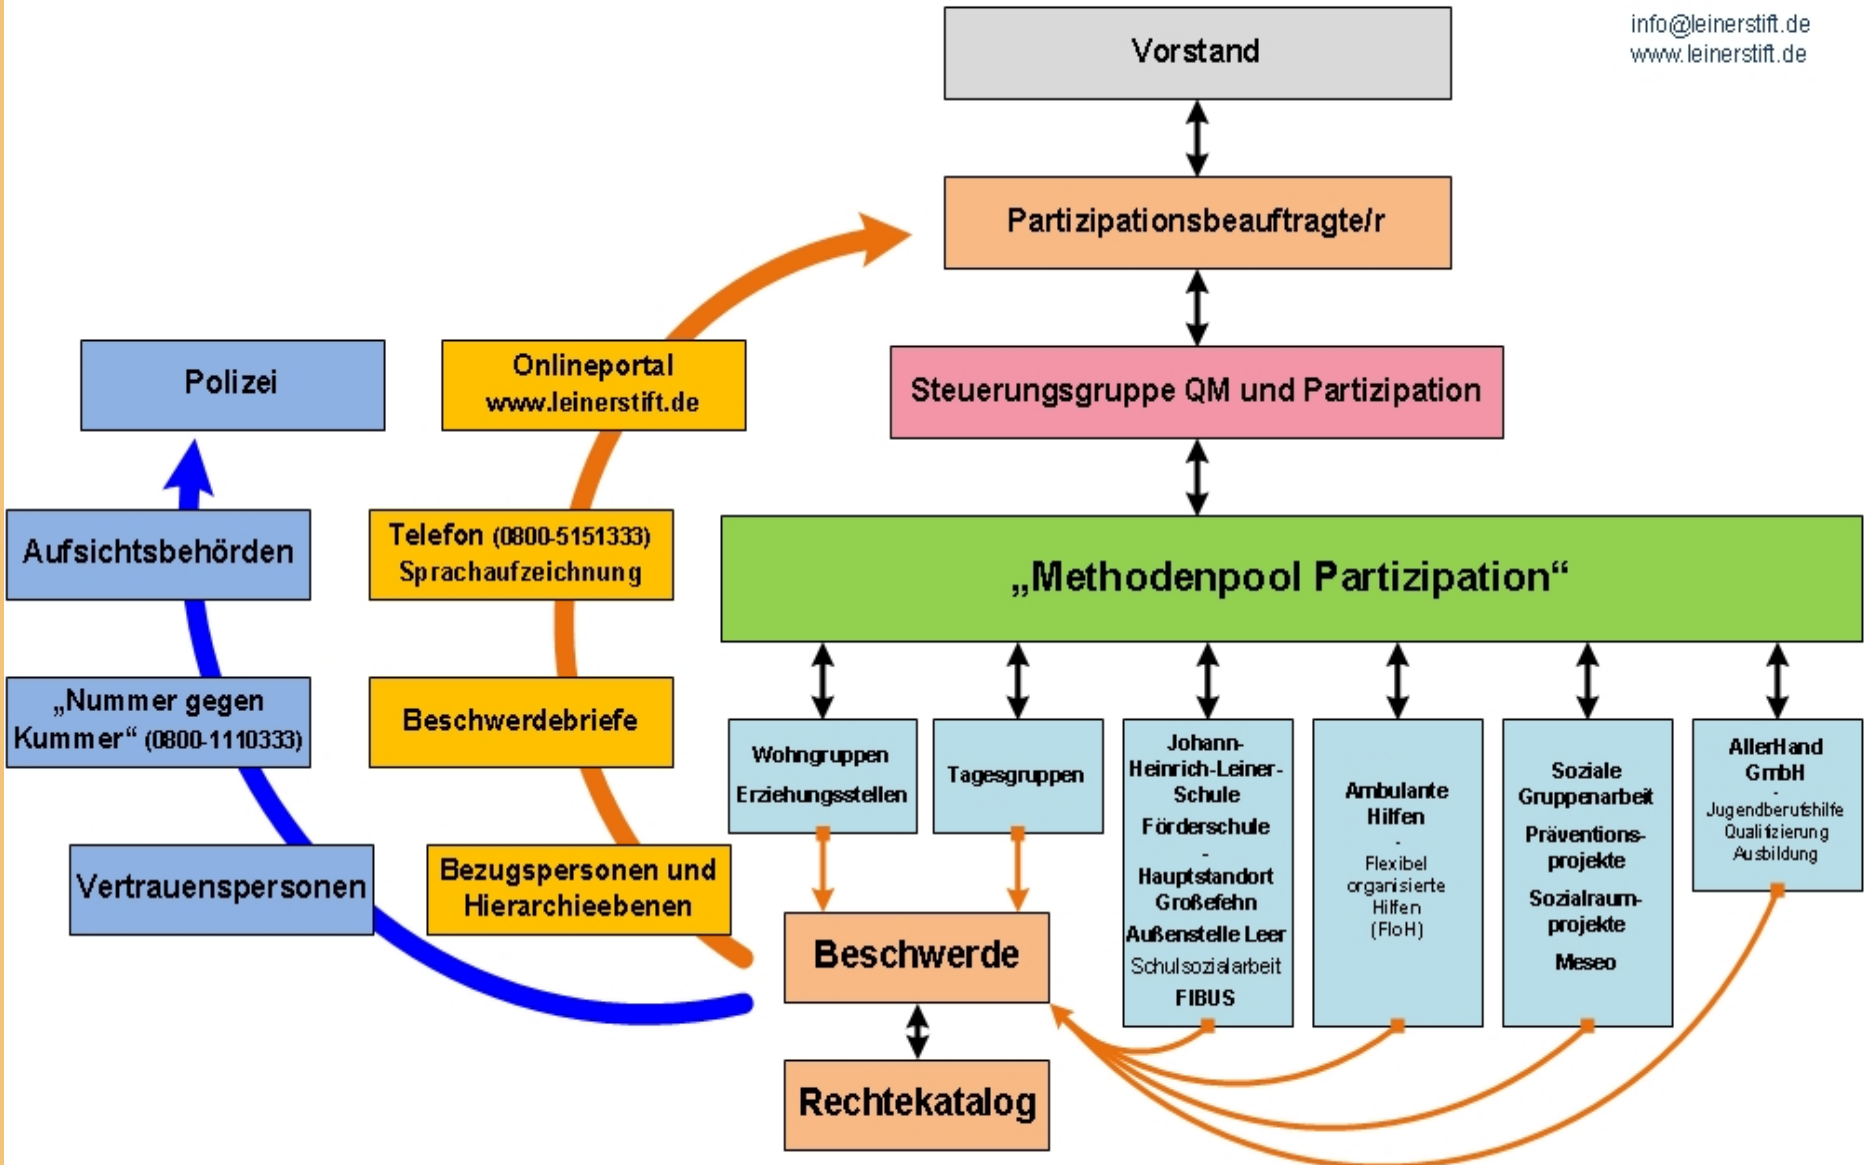 info@leinerstift.de
www.leinerstift.de
Vorstand
Partizipationsbeauftragte/r
Steuerungsgruppe QM und Partizipation
„Methodenpool Partizipation“
Polizei
Aufsichtsbehörden
„Nummer gegen
Kummer“ (0800-1110333)
Vertrauenspersonen
Onlineportal
www.leinerstift.de
Telefon (0800-5151333)
Sprachaufzeichnung
Beschwerdebriefe
Bezugspersonen und
Hierarchieebenen
Wohngruppen
Erziehungsstellen
Tagesgruppen
Johann-
Heinrich-Leiner-
Schule
Förderschule
-
Hauptstandort
Großefehn
Außenstelle Leer
Schulsozialarbeit
FIBUS
Ambulante
Hilfen
-
Flexibel
organisierte
Hilfen
(FloH)
Soziale
Gruppenarbeit
Präventions-
projekte
Sozialraum-
projekte
Meseo
AllerHand
GmbH
-
Jugendberufshilfe
Qualifizierung
Ausbildung
Beschwerde
Rechtekatalog